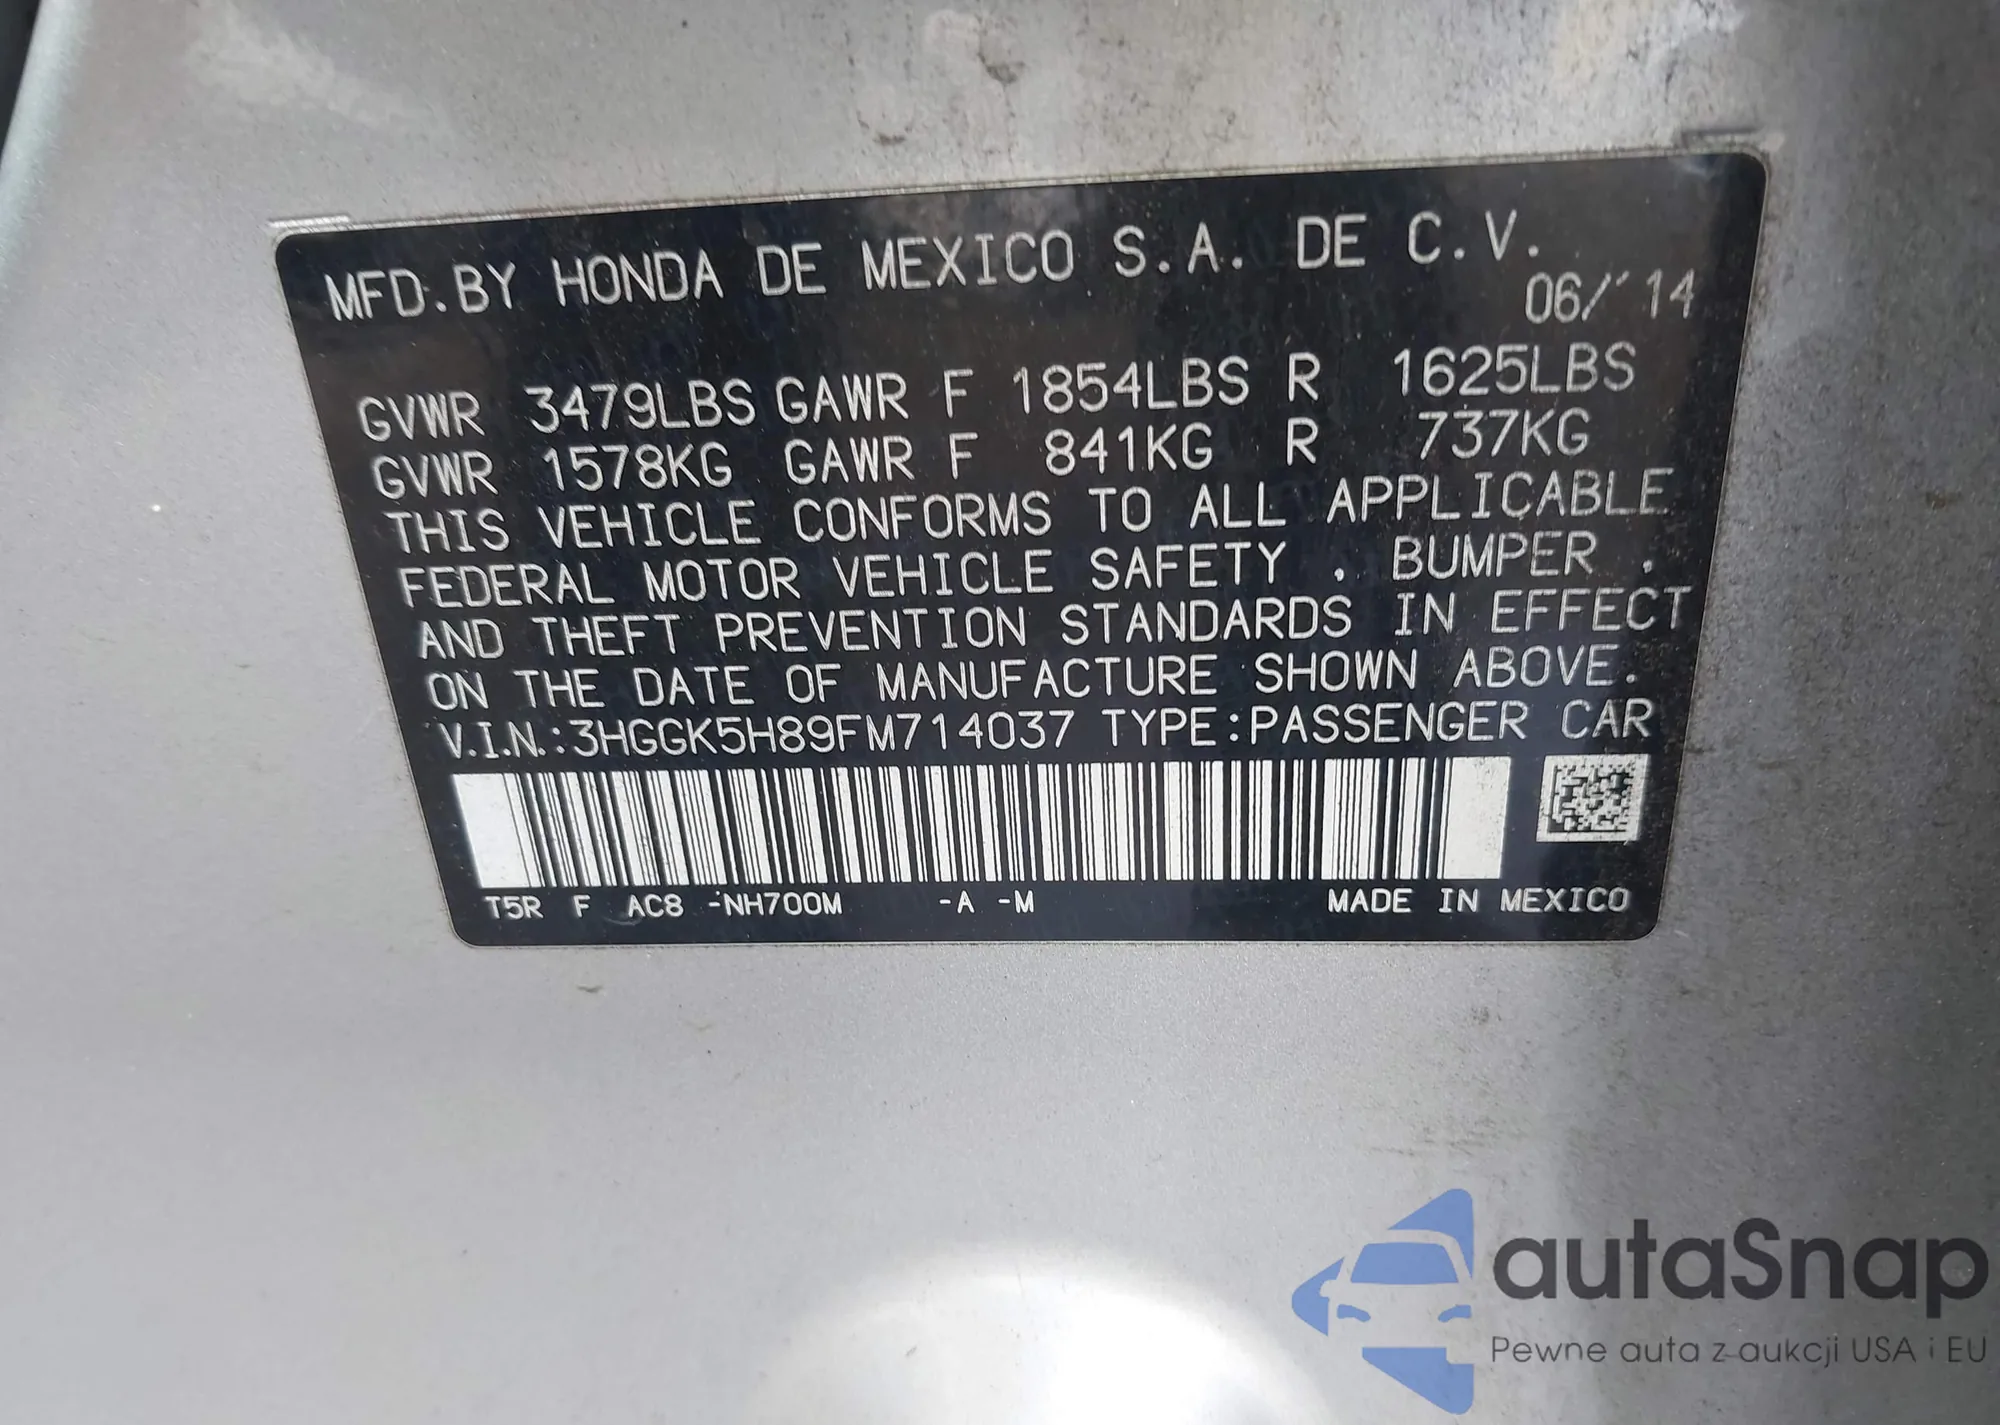 MFD.BY HONDA DE MEXICO S.A. DE C.V.
06/'14
GVWR 3479LBS GAWR F 1854LBS R 1625LBS
GVWR 1578KG GAWR F 841KG R 737KG
THIS VEHICLE CONFORMS TO ALL APPLICABLE
FEDERAL MOTOR VEHICLE SAFETY , BUMPER ,
AND THEFT PREVENTION STANDARDS IN EFFECT
ON THE DATE OF MANUFACTURE SHOWN ABOVE.
V.I.N.:3HGGK5H89FM714037 TYPE:PASSENGER CAR
T5R F AC8 -NH700M -A -M MADE IN MEXICO
autaSnap
Pewne auta z aukcji USA i EU